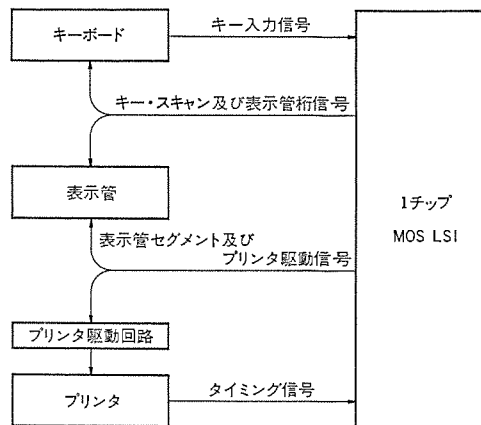 キーボード
キー入力信号
キー・スキャン及び表示管桁信号
表示管
1チップ
MOS LSI
表示管セグメント及び
プリンタ駆動信号
プリンタ駆動回路
プリンタ
タイミング信号